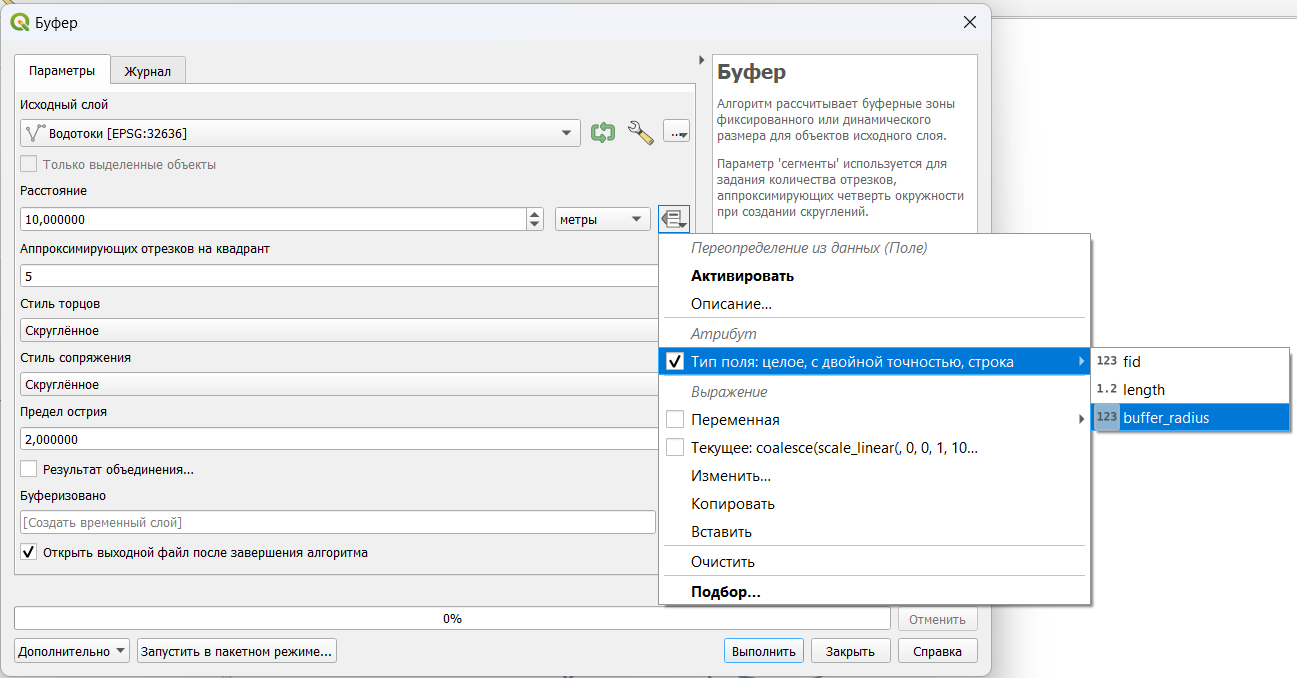 Буфер
Параметры
Журнал
Исходный слой
Водотоки [EPSG:32636]
...
Только выделенные объекты
Расстояние
10,000000
метры
Аппроксимирующих отрезков на квадрант
5
Стиль торцов
Скруглённое
Стиль сопряжения
Скруглённое
Предел острия
2,000000
Результат объединения...
Буферизовано
[Создать временный слой]
Открыть выходной файл после завершения алгоритма
Буфер
Алгоритм рассчитывает буферные зоны
фиксированного или динамического
размера для объектов исходного слоя.
Параметр 'сегменты' используется для
задания количества отрезков,
аппроксимирующих четверть окружности
при создании скруглений.
Переопределение из данных (Поле)
Активировать
Описание...
Атрибут
Тип поля: целое, с двойной точностью, строка
Выражение
Переменная
Текущее: coalesce(scale_linear(, 0, 0, 1, 10...
Изменить...
Копировать
Вставить
Очистить
Подбор...
123 fid
1.2 length
123 buffer_radius
0%
Отменить
Дополнительно
Запустить в пакетном режиме...
Выполнить
Закрыть
Справка